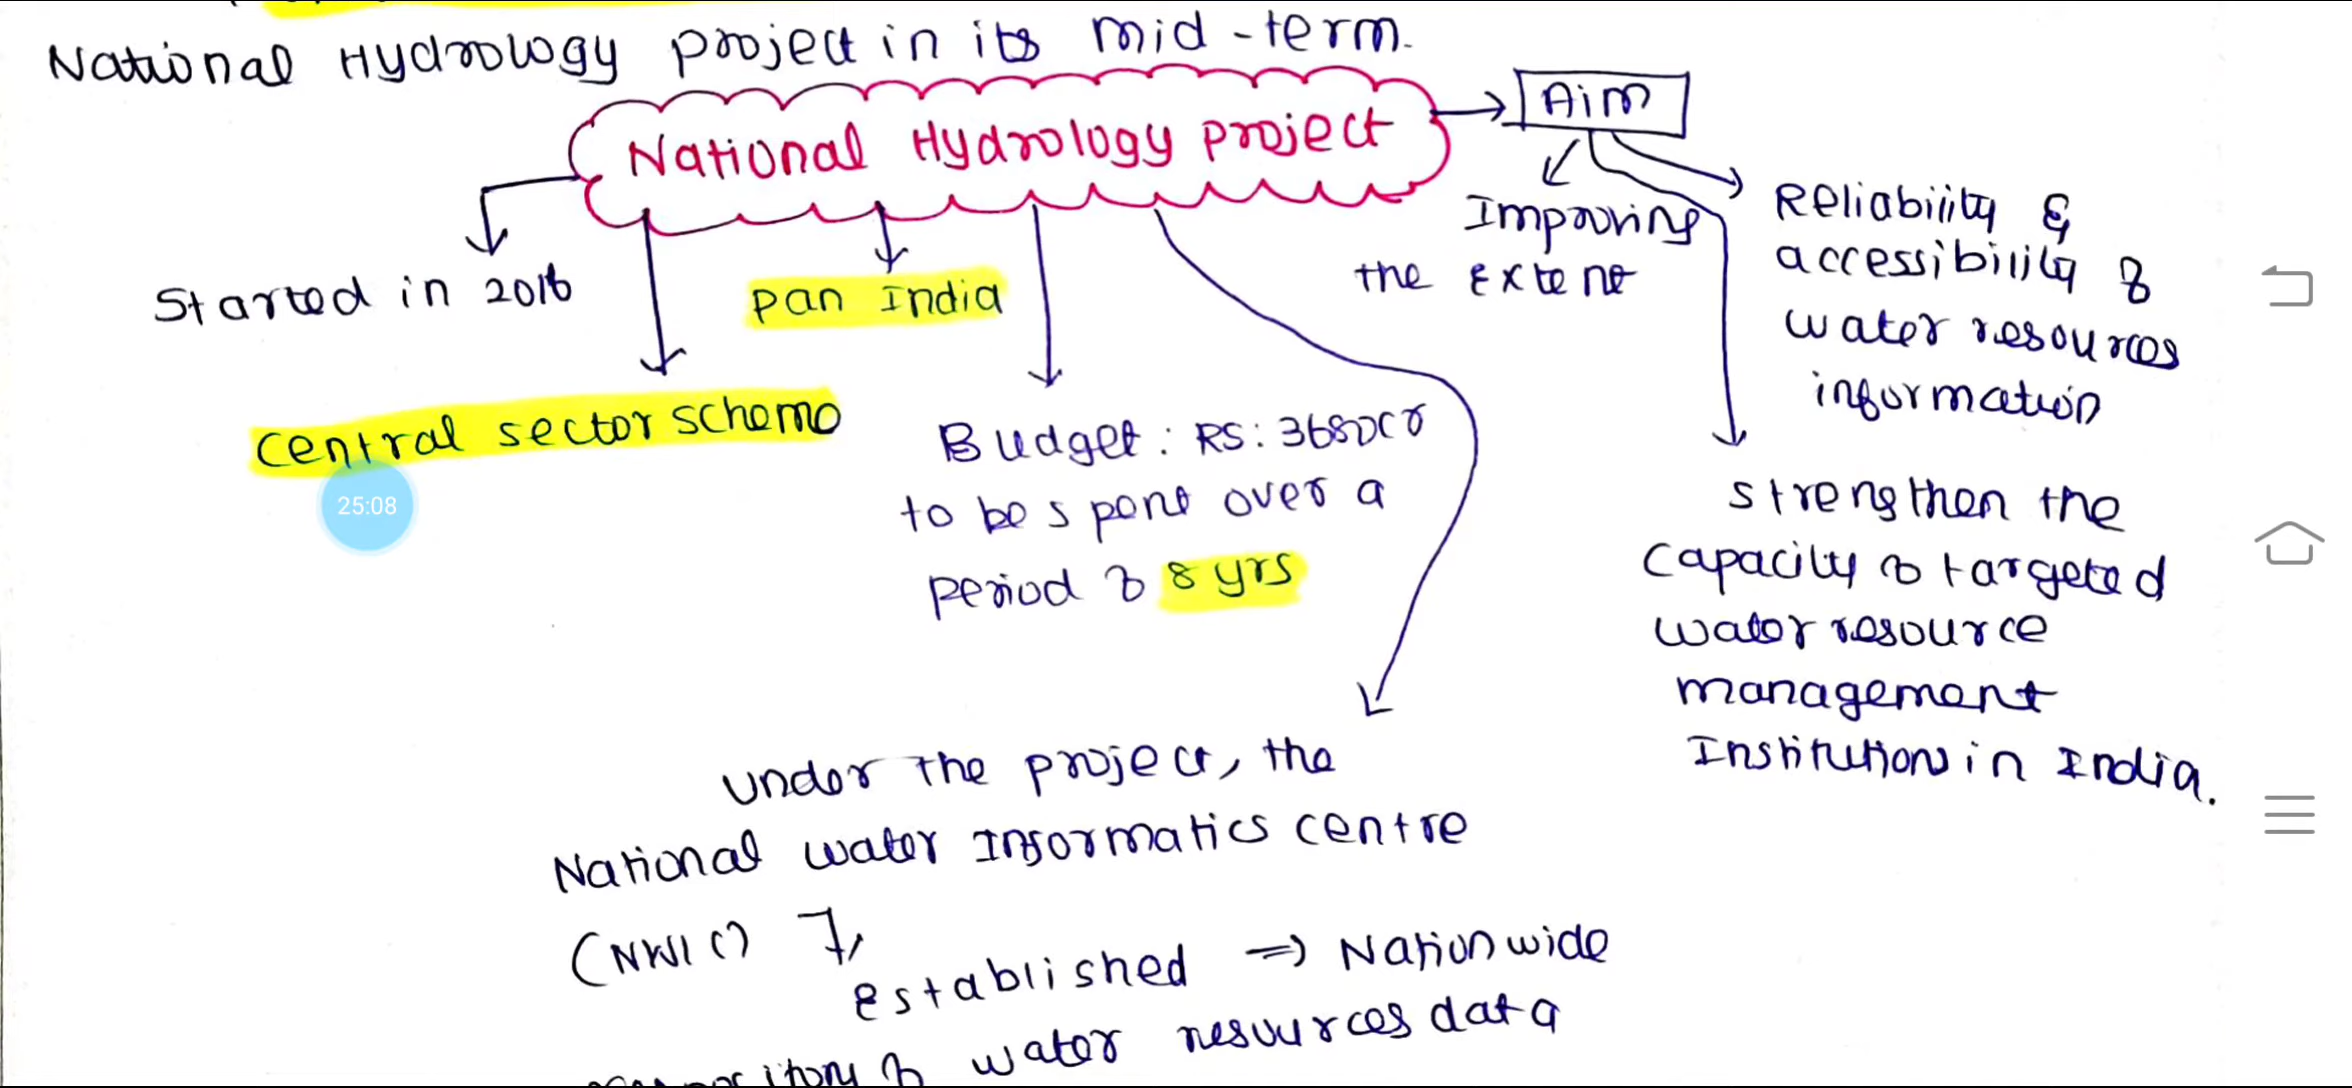 National Hydrology project in its mid-term.
National Hydrology project
Aim
Started in 2016
Central sector scheme
pan India
Budget: RS: 3680cr
to be spent over a
period of 8 yrs
Improving
the Extent
Reliability &
accessibility of
water resources
information
strengthen the
Capacity of targeted
water resource
management
Institutions in India.
under the project, the
National water Informatics centre
(NWIC)
established ⇒ Nationwide
water resources data
25:08